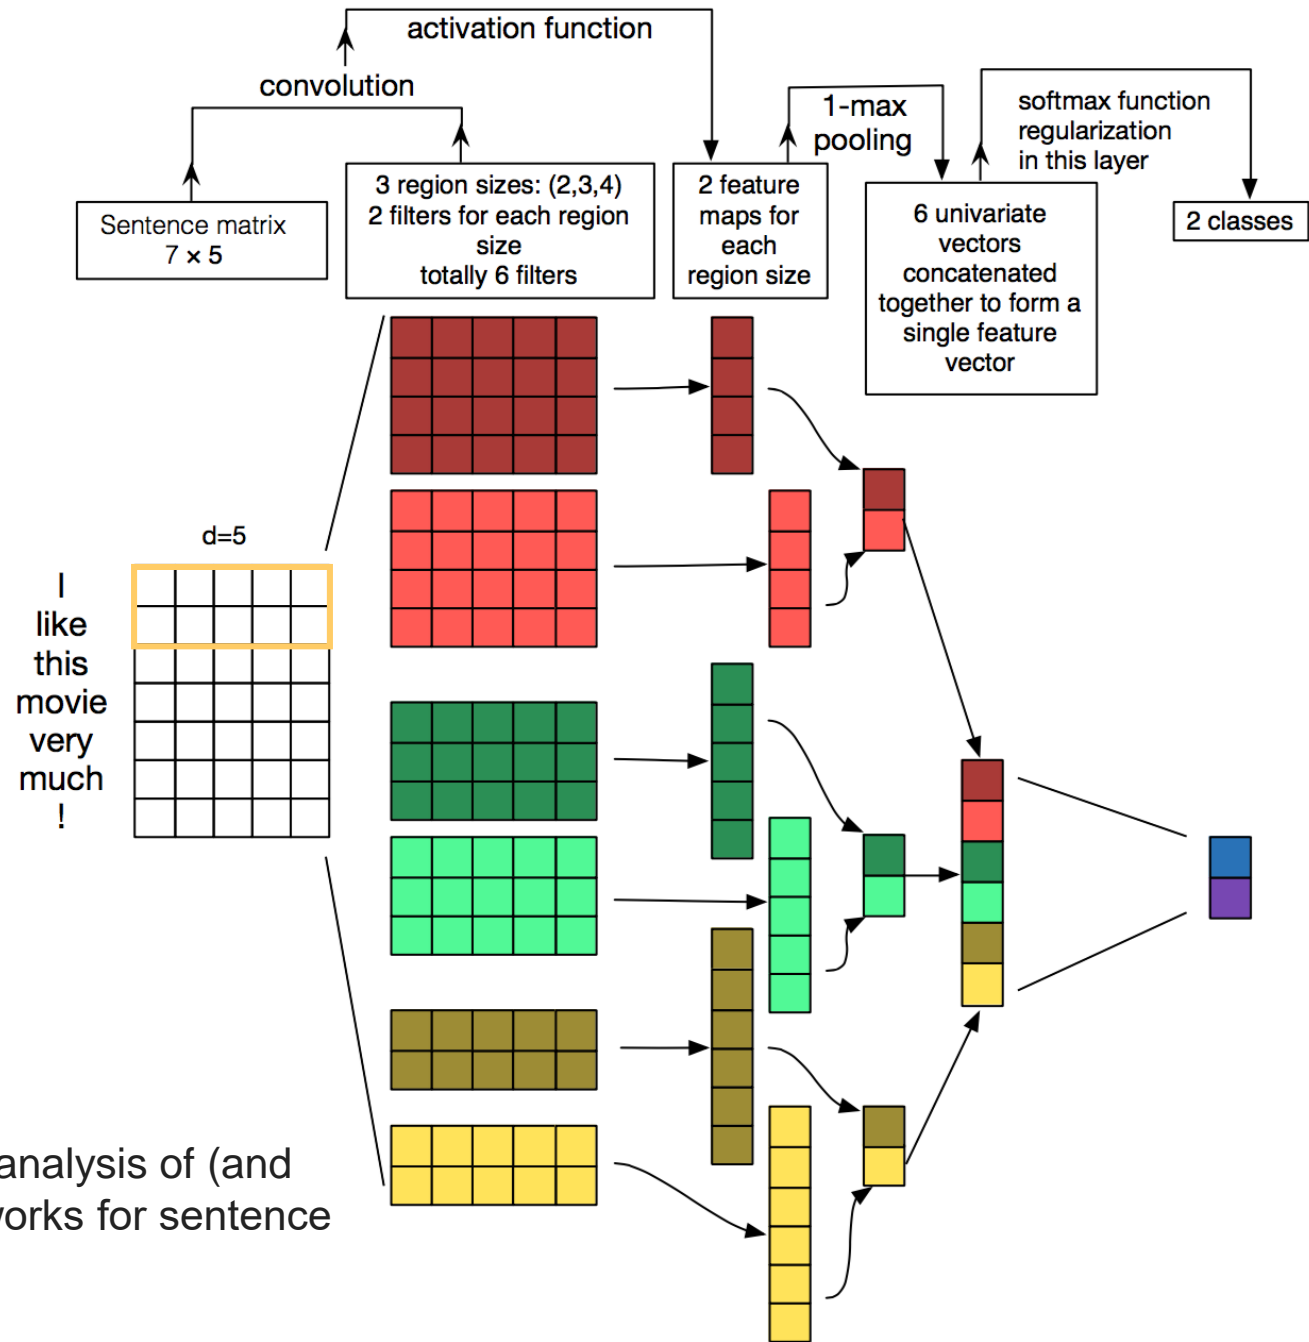 activation function
convolution
1-max
pooling
softmax function
regularization
in this layer
Sentence matrix
7 × 5
3 region sizes: (2,3,4)
2 filters for each region
size
totally 6 filters
2 feature
maps for
each
region size
6 univariate
vectors
concatenated
together to form a
single feature
vector
2 classes
d=5
I
like
this
movie
very
much
!
analysis of (and
works for sentence